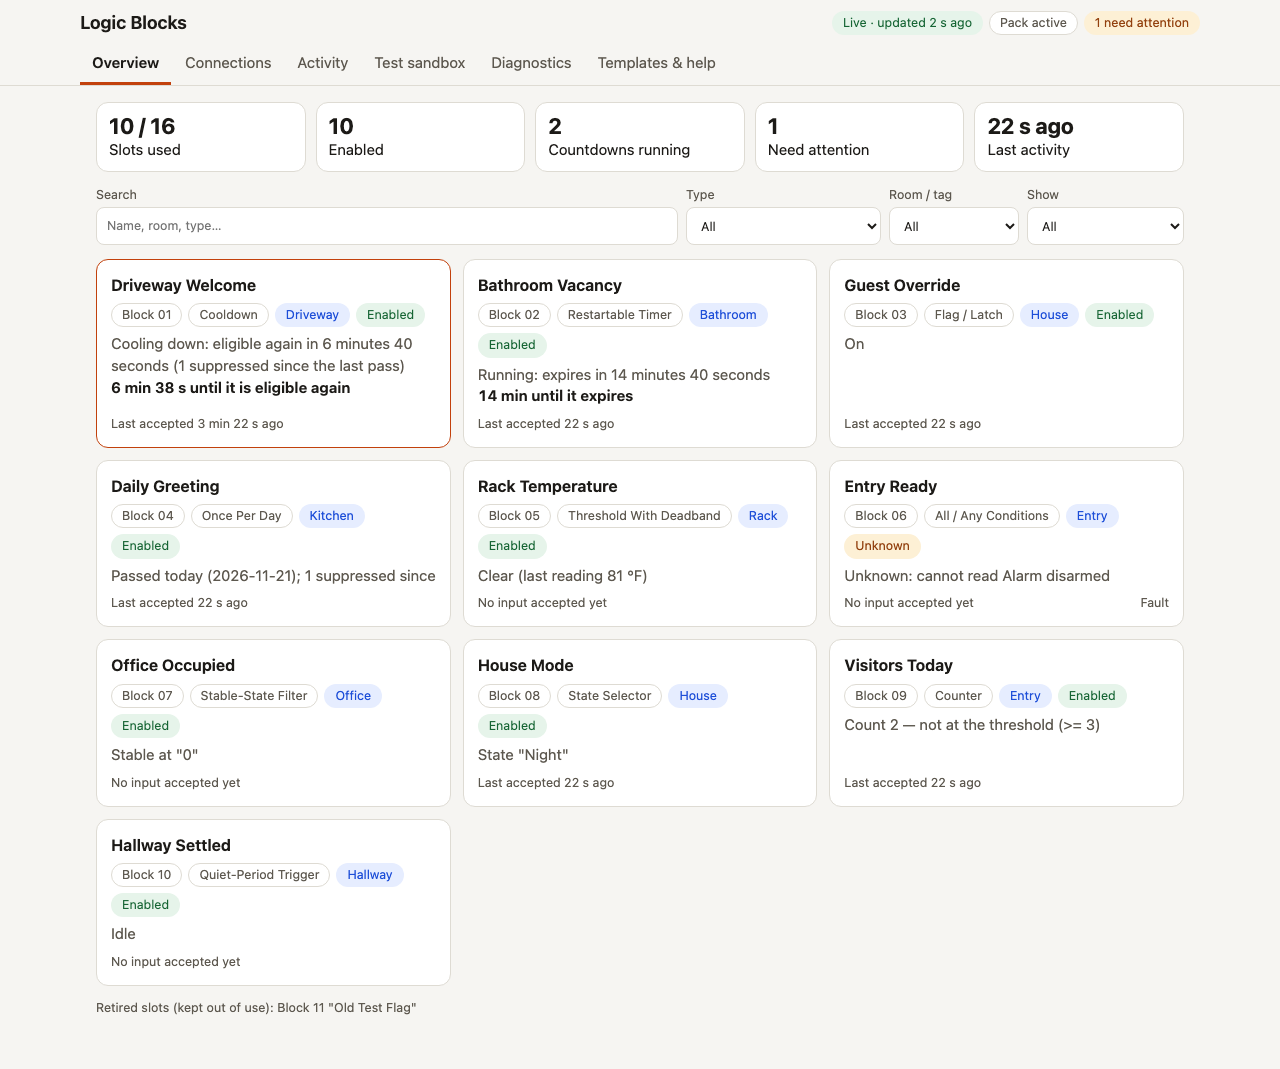 Logic Blocks
Live · updated 2 s ago
Pack active
1 need attention
Overview
Connections
Activity
Test sandbox
Diagnostics
Templates & help
10 / 16
Slots used
10
Enabled
2
Countdowns running
1
Need attention
22 s ago
Last activity
Search
Name, room, type...
Type
All
Room / tag
All
Show
All
Driveway Welcome
Block 01
Cooldown
Driveway
Enabled
Cooling down: eligible again in 6 minutes 40
seconds (1 suppressed since the last pass)
6 min 38 s until it is eligible again
Last accepted 3 min 22 s ago
Bathroom Vacancy
Block 02
Restartable Timer
Bathroom
Enabled
Running: expires in 14 minutes 40 seconds
14 min until it expires
Last accepted 22 s ago
Guest Override
Block 03
Flag / Latch
House
Enabled
On
Last accepted 22 s ago
Daily Greeting
Block 04
Once Per Day
Kitchen
Enabled
Passed today (2026-11-21); 1 suppressed since
Last accepted 22 s ago
Rack Temperature
Block 05
Threshold With Deadband
Rack
Enabled
Clear (last reading 81 °F)
No input accepted yet
Entry Ready
Block 06
All / Any Conditions
Entry
Unknown
Unknown: cannot read Alarm disarmed
No input accepted yet
Fault
Office Occupied
Block 07
Stable-State Filter
Office
Enabled
Stable at "0"
No input accepted yet
House Mode
Block 08
State Selector
House
Enabled
State "Night"
Last accepted 22 s ago
Visitors Today
Block 09
Counter
Entry
Enabled
Count 2 — not at the threshold (>= 3)
Last accepted 22 s ago
Hallway Settled
Block 10
Quiet-Period Trigger
Hallway
Enabled
Idle
No input accepted yet
Retired slots (kept out of use): Block 11 "Old Test Flag"